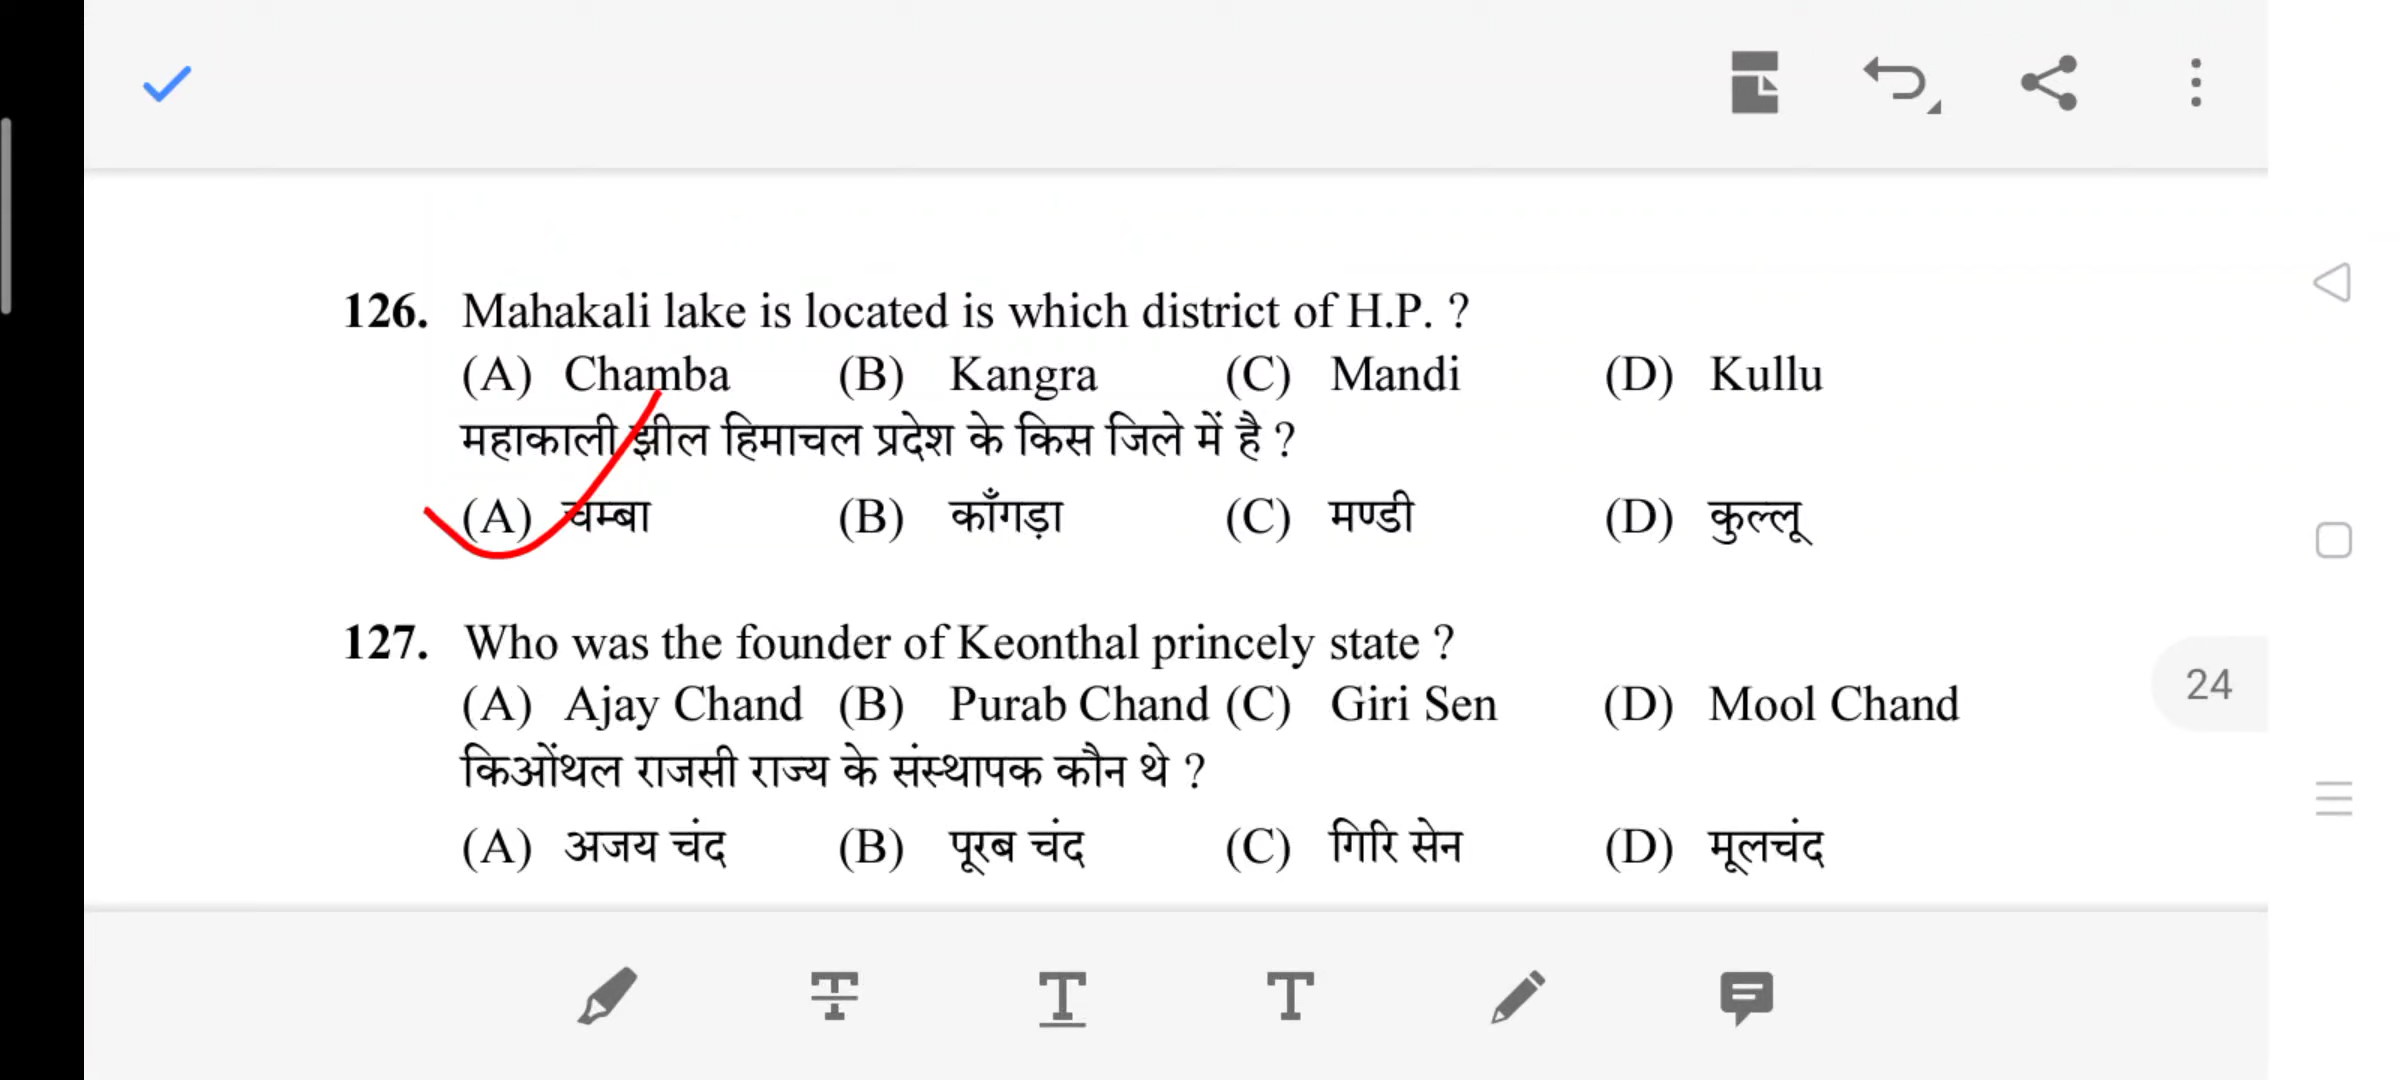 126. Mahakali lake is located is which district of H.P. ?
(A) Chamba (B) Kangra (C) Mandi (D) Kullu
महाकाली झील हिमाचल प्रदेश के किस जिले में है ?
(A) चम्बा (B) काँगड़ा (C) मण्डी (D) कुल्लू
127. Who was the founder of Keonthal princely state ?
(A) Ajay Chand (B) Purab Chand (C) Giri Sen (D) Mool Chand
किओंथल राजसी राज्य के संस्थापक कौन थे ?
(A) अजय चंद (B) पूरब चंद (C) गिरि सेन (D) मूलचंद
24